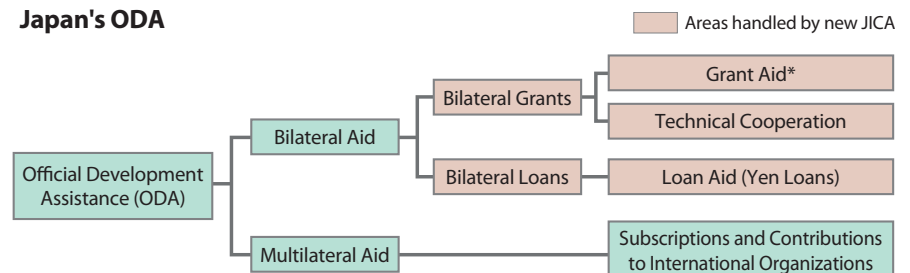 Japan's ODA
Areas handled by new JICA
Grant Aid*
Bilateral Grants
Technical Cooperation
Bilateral Aid
Official Development
Assistance (ODA)
Bilateral Loans
Loan Aid (Yen Loans)
Multilateral Aid
Subscriptions and Contributions
to International Organizations